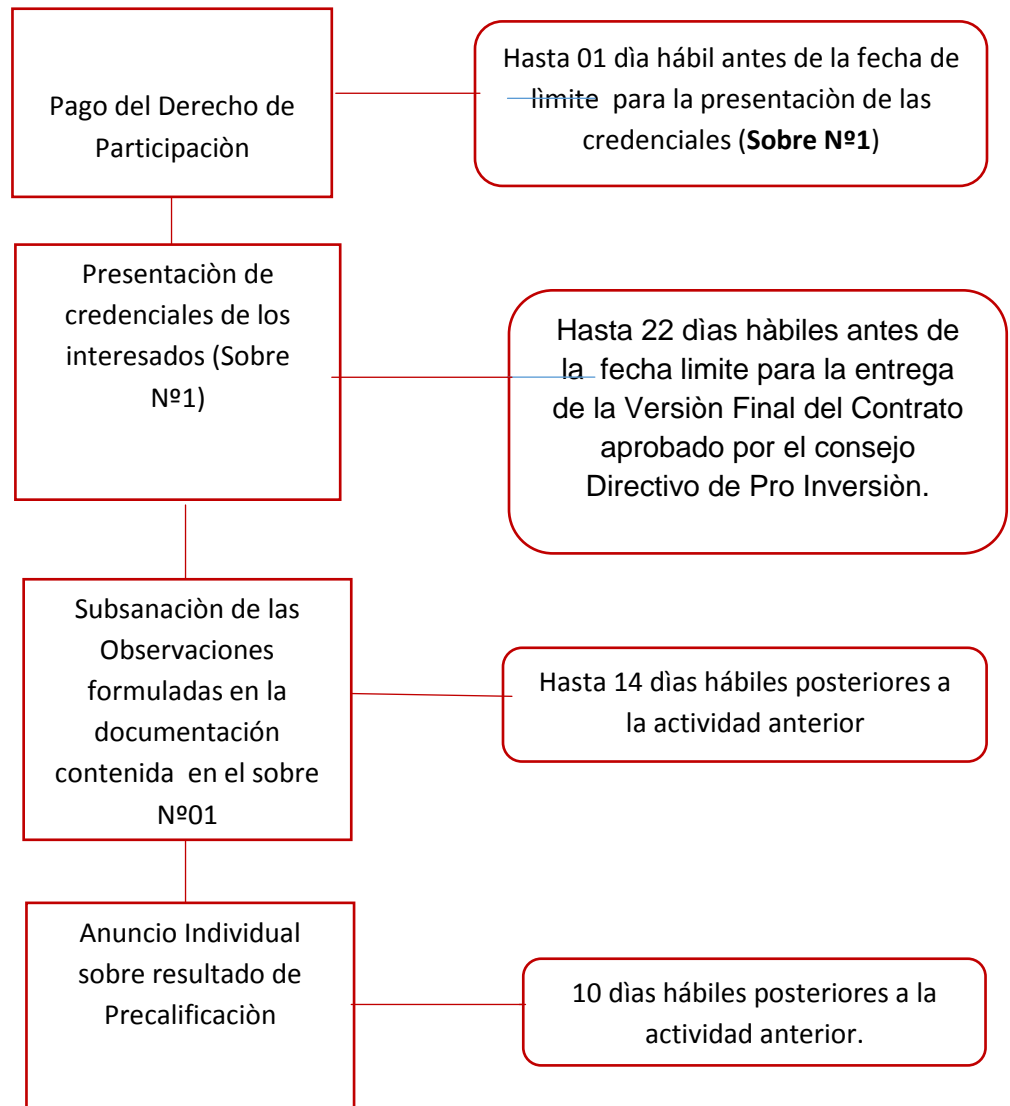 Pago del Derecho de
Participaciòn
Hasta 01 dìa hábil antes de la fecha de
lìmite para la presentaciòn de las
credenciales (Sobre Nº1)
Presentaciòn de
credenciales de los
interesados (Sobre
Nº1)
Hasta 22 dìas hàbiles antes de
la fecha limite para la entrega
de la Versiòn Final del Contrato
aprobado por el consejo
Directivo de Pro Inversiòn.
Subsanaciòn de las
Observaciones
formuladas en la
documentación
contenida en el sobre
Nº01
Hasta 14 dìas hábiles posteriores a
la actividad anterior
Anuncio Individual
sobre resultado de
Precalificaciòn
10 dìas hábiles posteriores a la
actividad anterior.